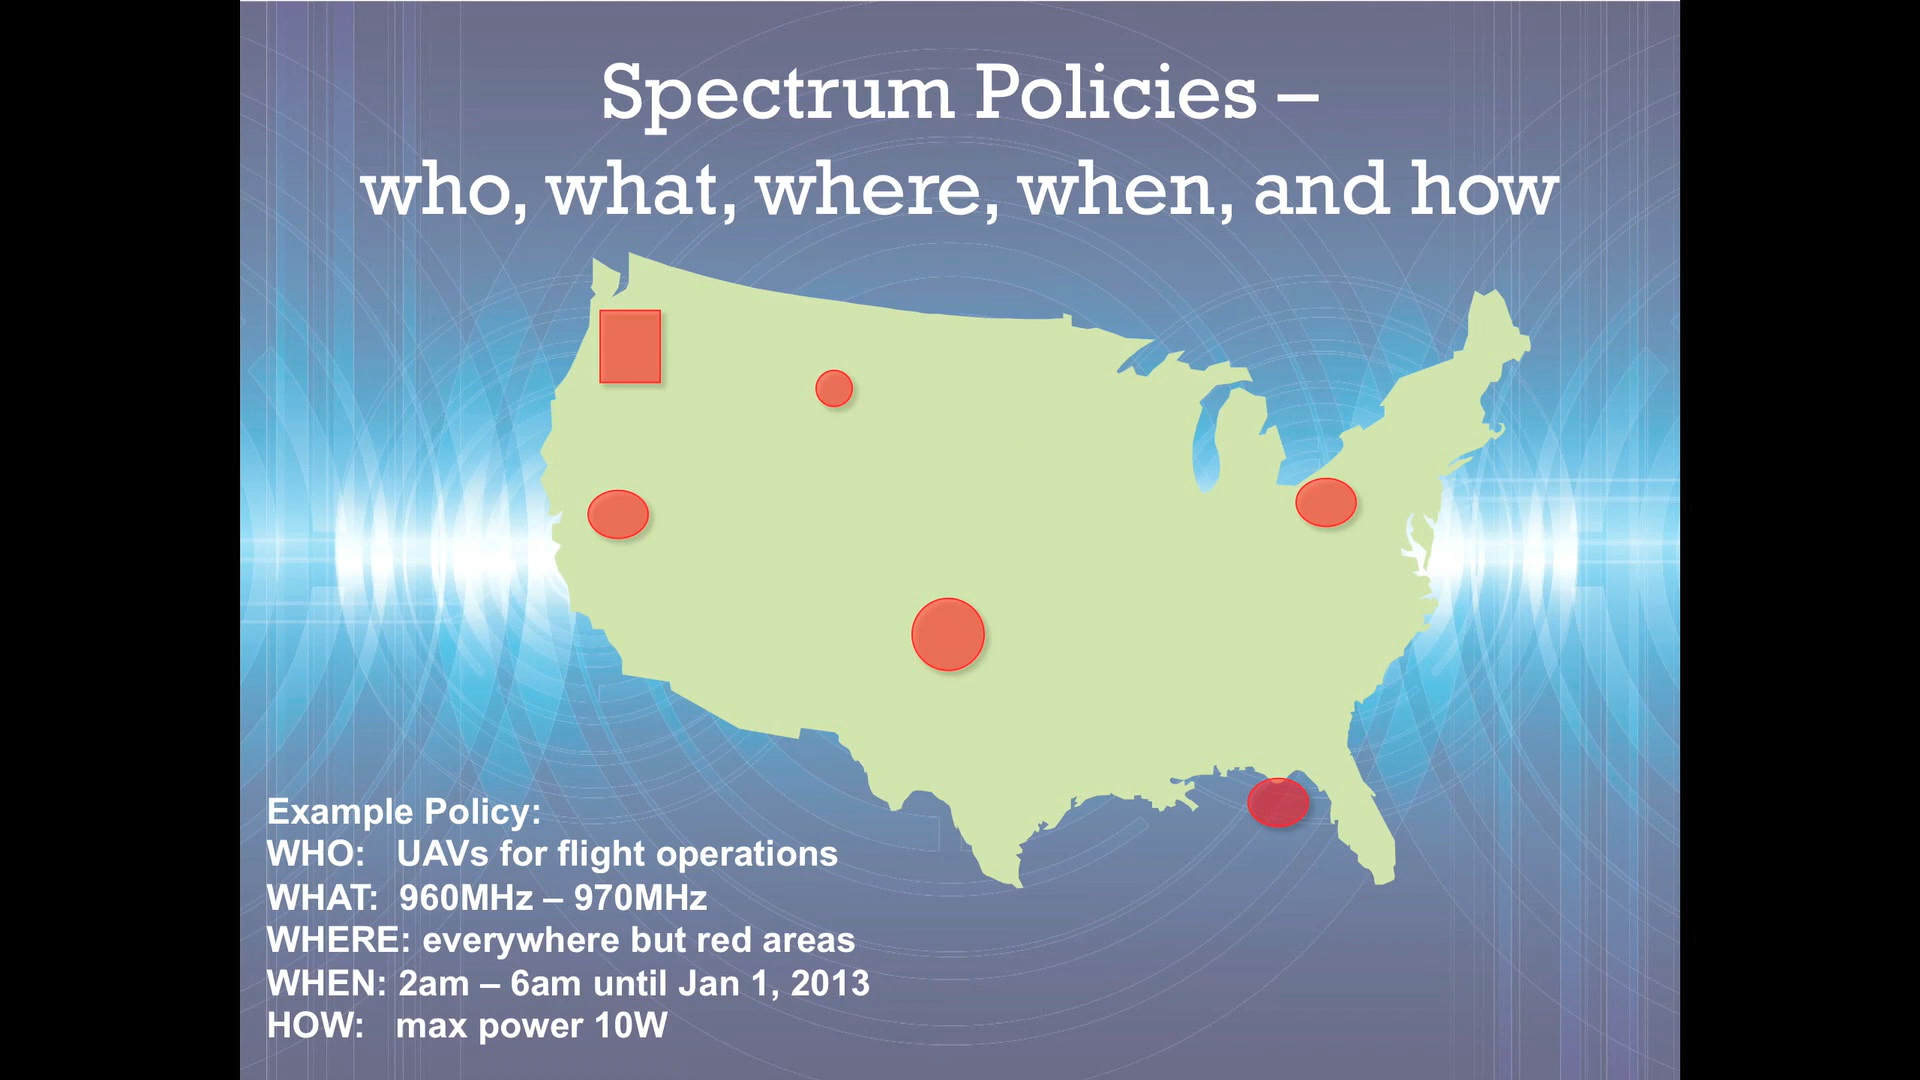 Spectrum Policies –
who, what, where, when, and how
Example Policy:
WHO: UAVs for flight operations
WHAT: 960MHz – 970MHz
WHERE: everywhere but red areas
WHEN: 2am – 6am until Jan 1, 2013
HOW: max power 10W